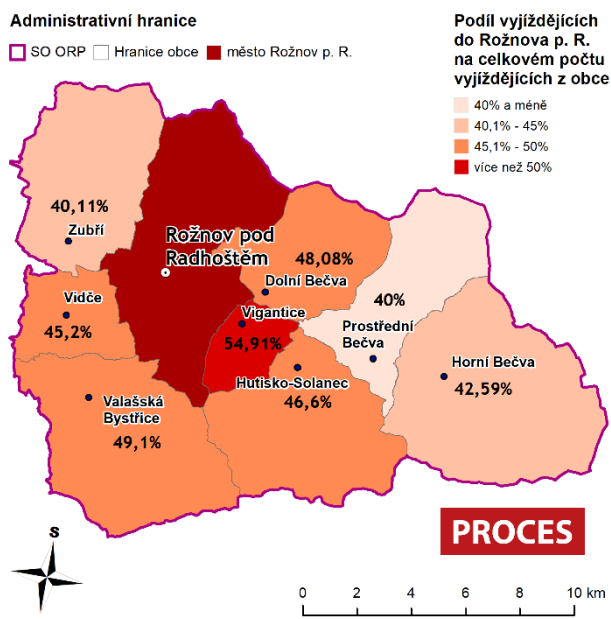 Administrativní hranice
SO ORP Hranice obce město Rožnov p. R.
Podíl vyjíždějících
do Rožnova p. R.
na celkovém počtu
vyjíždějících z obce
40% a méně
40,1% - 45%
45,1% - 50%
více než 50%
40,11%
Zubří
Rožnov pod
Radhoštěm
48,08%
Dolní Bečva
Vidče
45,2%
Vigantice
54,91%
40%
Prostřední
Bečva
Horní Bečva
42,59%
Hutisko-Solanec
46,6%
Valašská
Bystřice
49,1%
PROCES
S
0 2 4 6 8 10 km